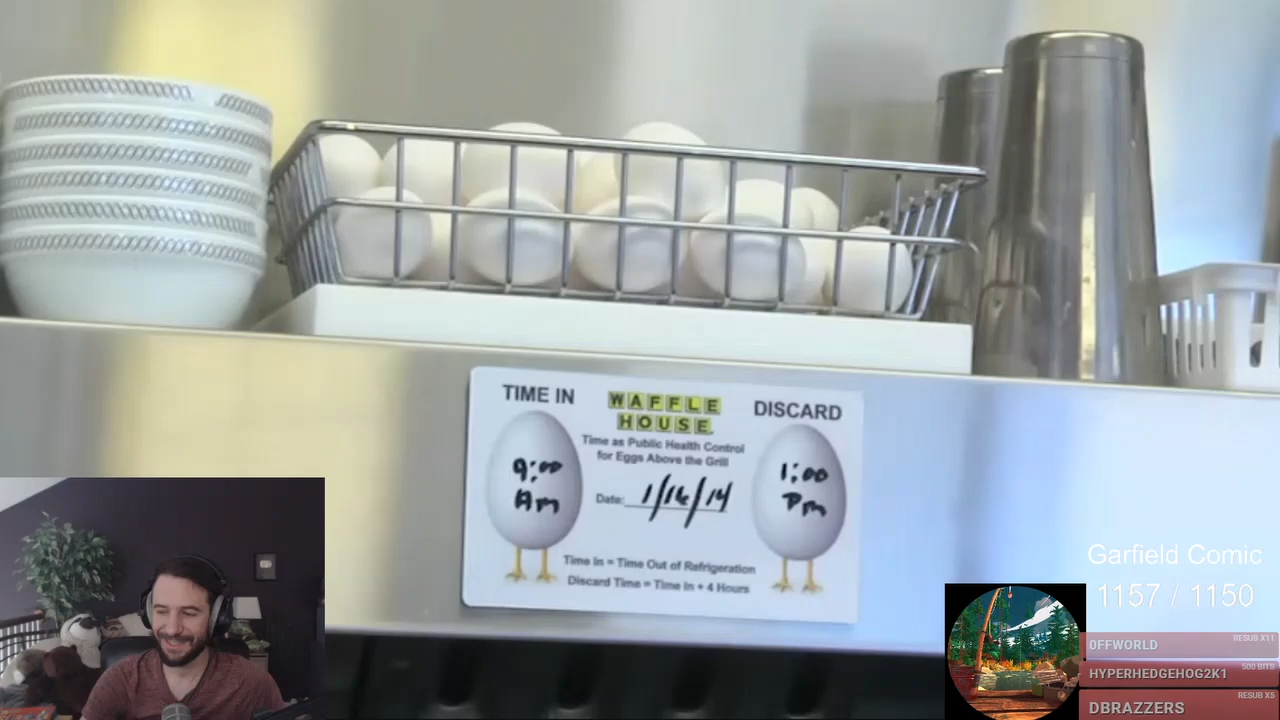 TIME IN
WAFFLE
HOUSE
DISCARD
Time as Public Health Control
for Eggs Above the Grill
9:00
Am
Date: 1/16/14
1:00
Pm
Time In = Time Out of Refrigeration
Discard Time = Time In + 4 Hours
Garfield Comic
1157 / 1150
RESUB X11
0FFWORLD
500 BITS
HYPERHEDGEHOG2K1
RESUB X5
DBRAZZERS